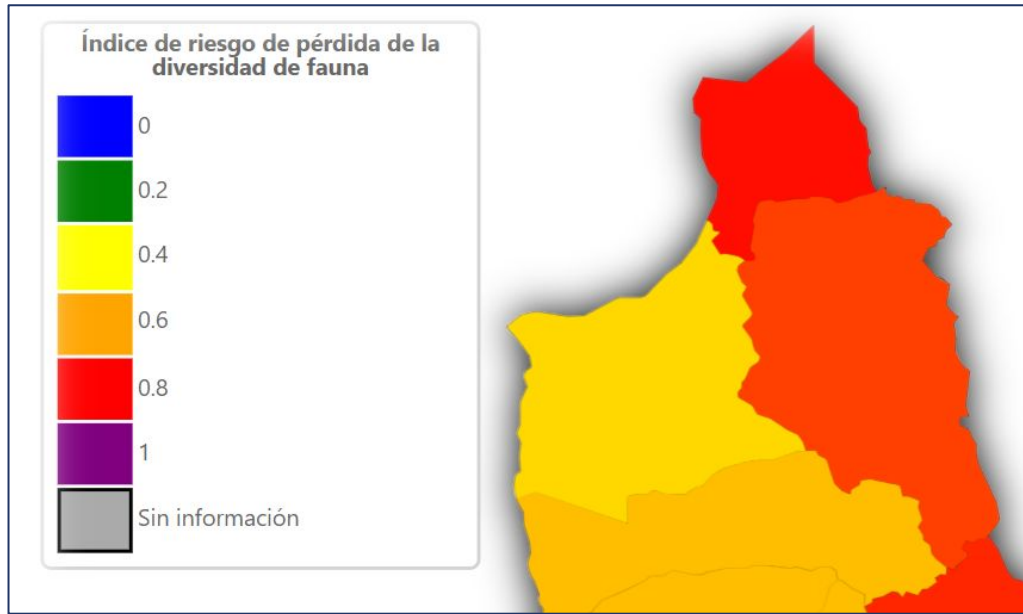 Índice de riesgo de pérdida de la
diversidad de fauna
0
0.2
0.4
0.6
0.8
1
Sin información